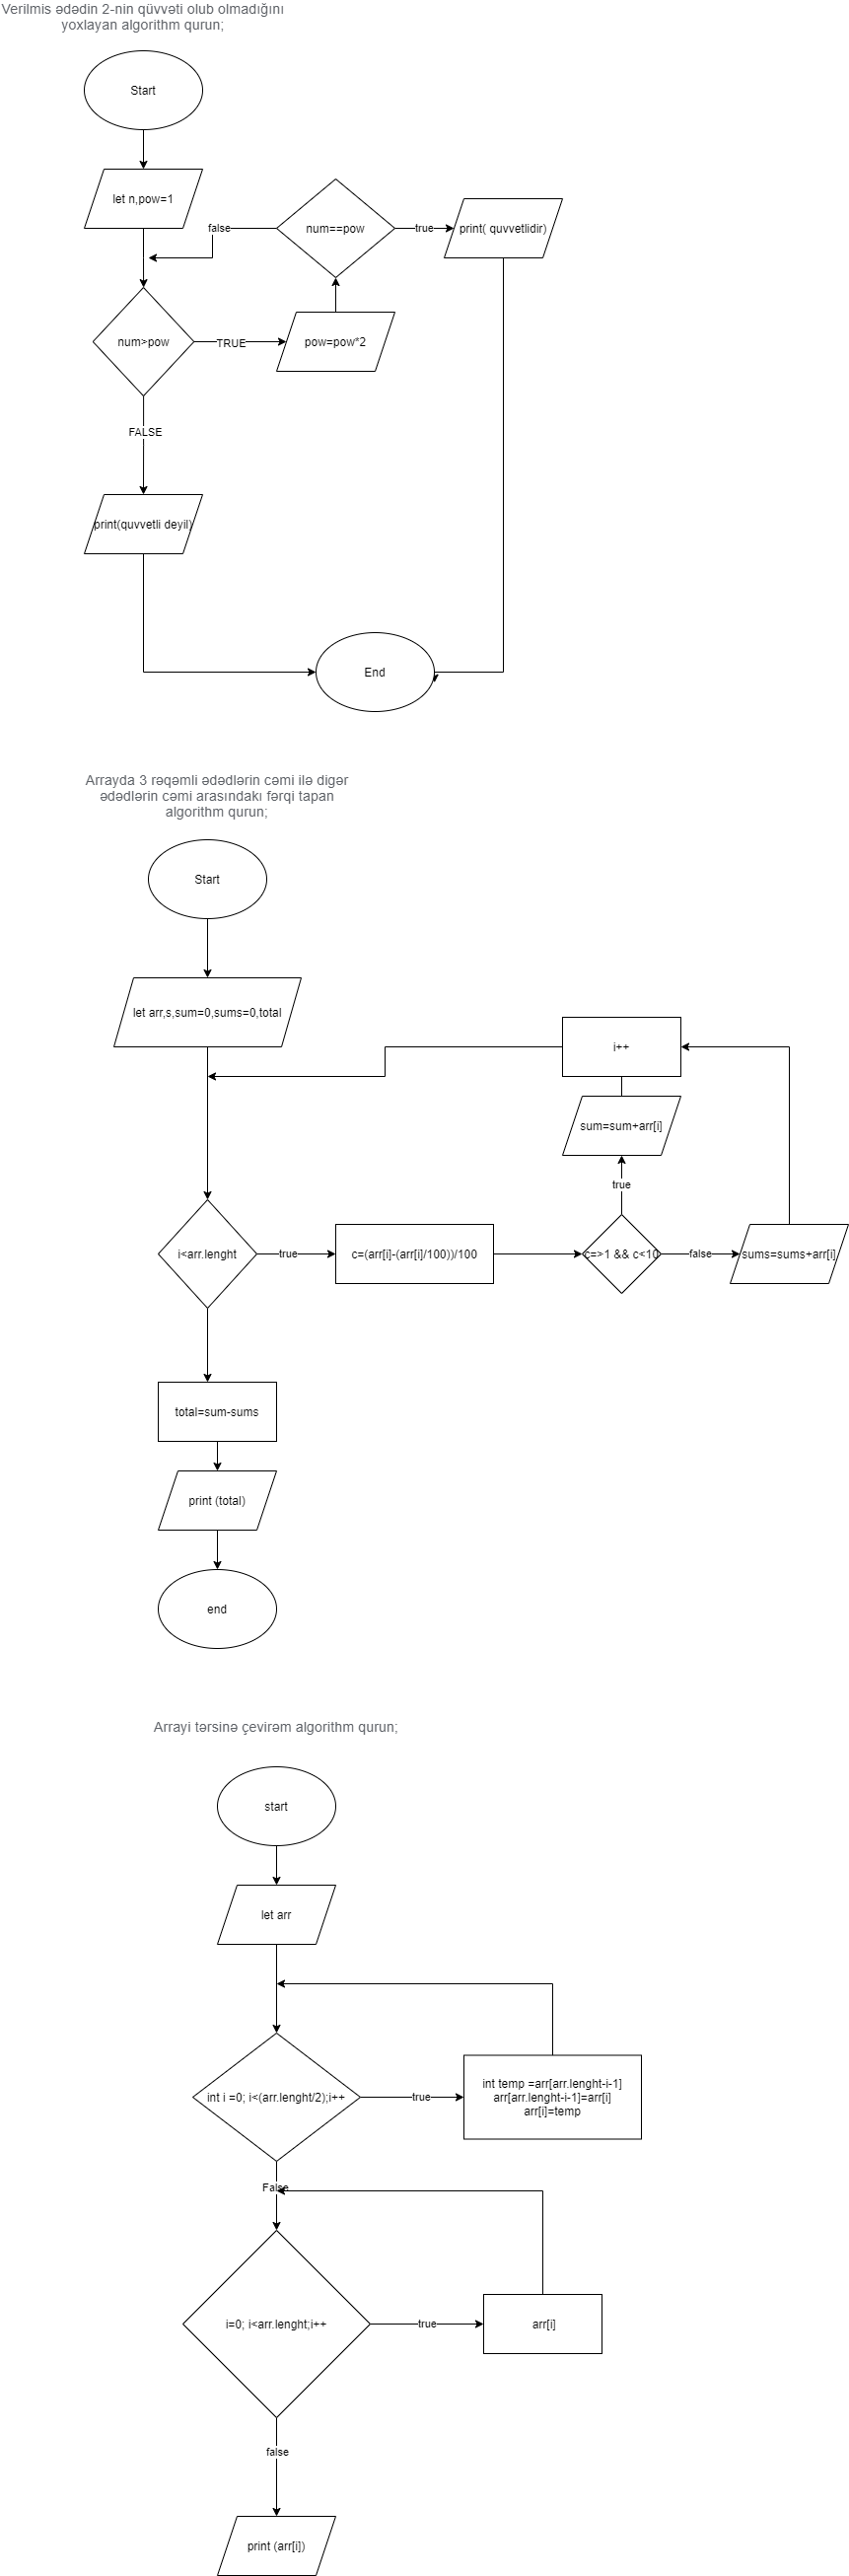 Verilmis ədədin 2-nin qüvvəti olub olmadığını
yoxlayan algorithm qurun;
Start
let n,pow=1
false
num==pow
true
print( quvvetlidir)
num>pow
TRUE
pow=pow*2
FALSE
print(quvvetli deyil)
End
Arrayda 3 rəqəmli ədədlərin cəmi ilə digər
ədədlərin cəmi arasındakı fərqi tapan
algorithm qurun;
Start
let arr,s,sum=0,sums=0,total
i++
sum=sum+arr[i]
true
i<arr.lenght
true
c=(arr[i]-(arr[i]/100))/100
c=>1 && c<10
false
sums=sums+arr[i]
total=sum-sums
print (total)
end
Arrayi tərsinə çevirəm algorithm qurun;
start
let arr
int i =0; i<(arr.lenght/2);i++
true
int temp =arr[arr.lenght-i-1]
arr[arr.lenght-i-1]=arr[i]
arr[i]=temp
False
i=0; i<arr.lenght;i++
true
arr[i]
false
print (arr[i])